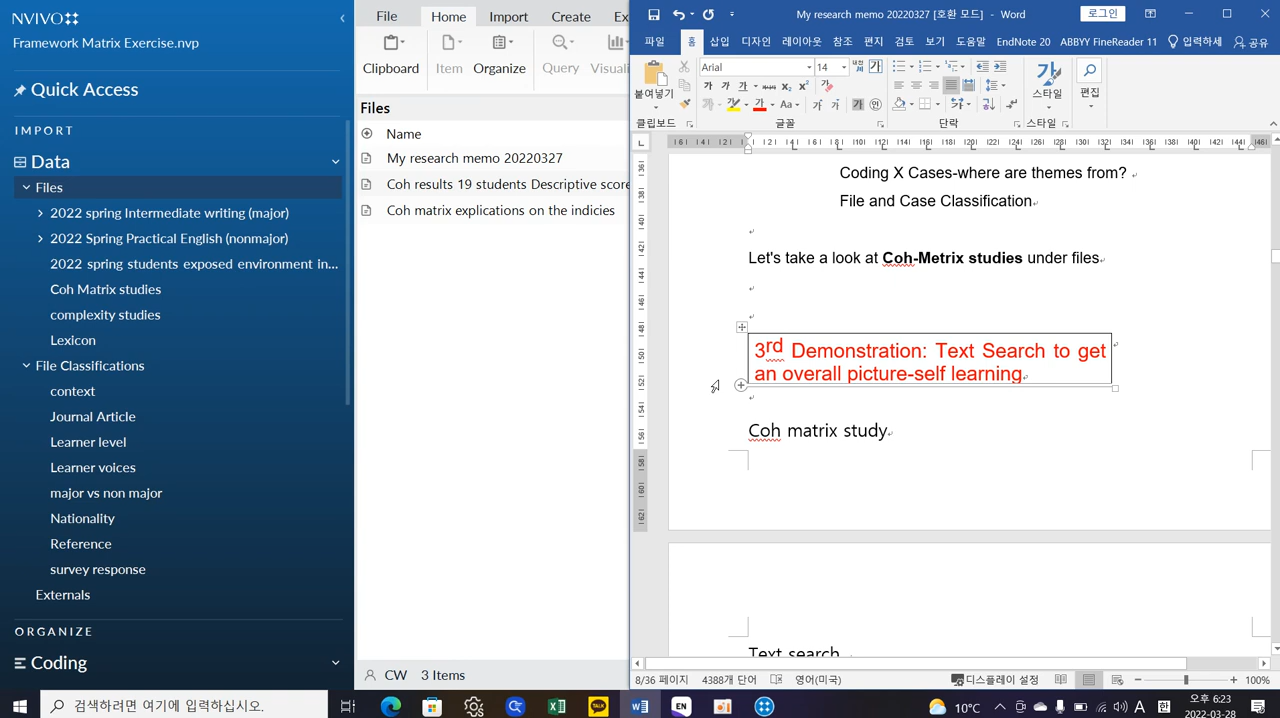 NVIVO
Framework Matrix Exercise.nvp
Quick Access
IMPORT
Data
Files
2022 spring Intermediate writing (major)
2022 Spring Practical English (nonmajor)
2022 spring students exposed environment in...
Coh Matrix studies
complexity studies
Lexicon
File Classifications
context
Journal Article
Learner level
Learner voices
major vs non major
Nationality
Reference
survey response
Externals
ORGANIZE
Coding
File Home Import Create Ex
Clipboard Item Organize Query Visuali
Files
Name
My research memo 20220327
Coh results 19 students Descriptive score
Coh matrix explications on the indicies
CW 3 Items
My research memo 20220327 [호환 모드] - Word
로그인
파일 홈 삽입 디자인 레이아웃 참조 편지 검토 보기 도움말 EndNote 20 ABBYY FineReader 11 입력하세 공유
붙여넣기
Arial 14
스타일
편집
클립보드 글꼴 단락 스타일
Coding X Cases-where are themes from?
File and Case Classification
Let's take a look at Coh-Metrix studies under files
3rd Demonstration: Text Search to get
an overall picture-self learning
Coh matrix study
Text search
8/36 페이지 4388개 단어 영어(미국) 디스플레이 설정 100%
검색하려면 여기에 입력하십시오.
TALK
EN
10°C
A
오후 6:23
2022-03-28